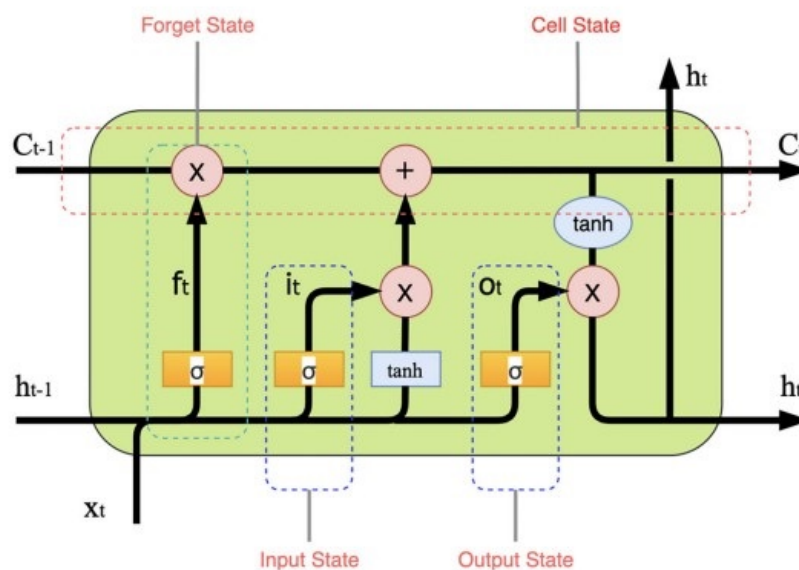 Forget State
Cell State
ht
Ct-1
x
+
C
tanh
ft
it
x
ot
x
σ
σ
tanh
σ
ht-1
ht
xt
Input State
Output State